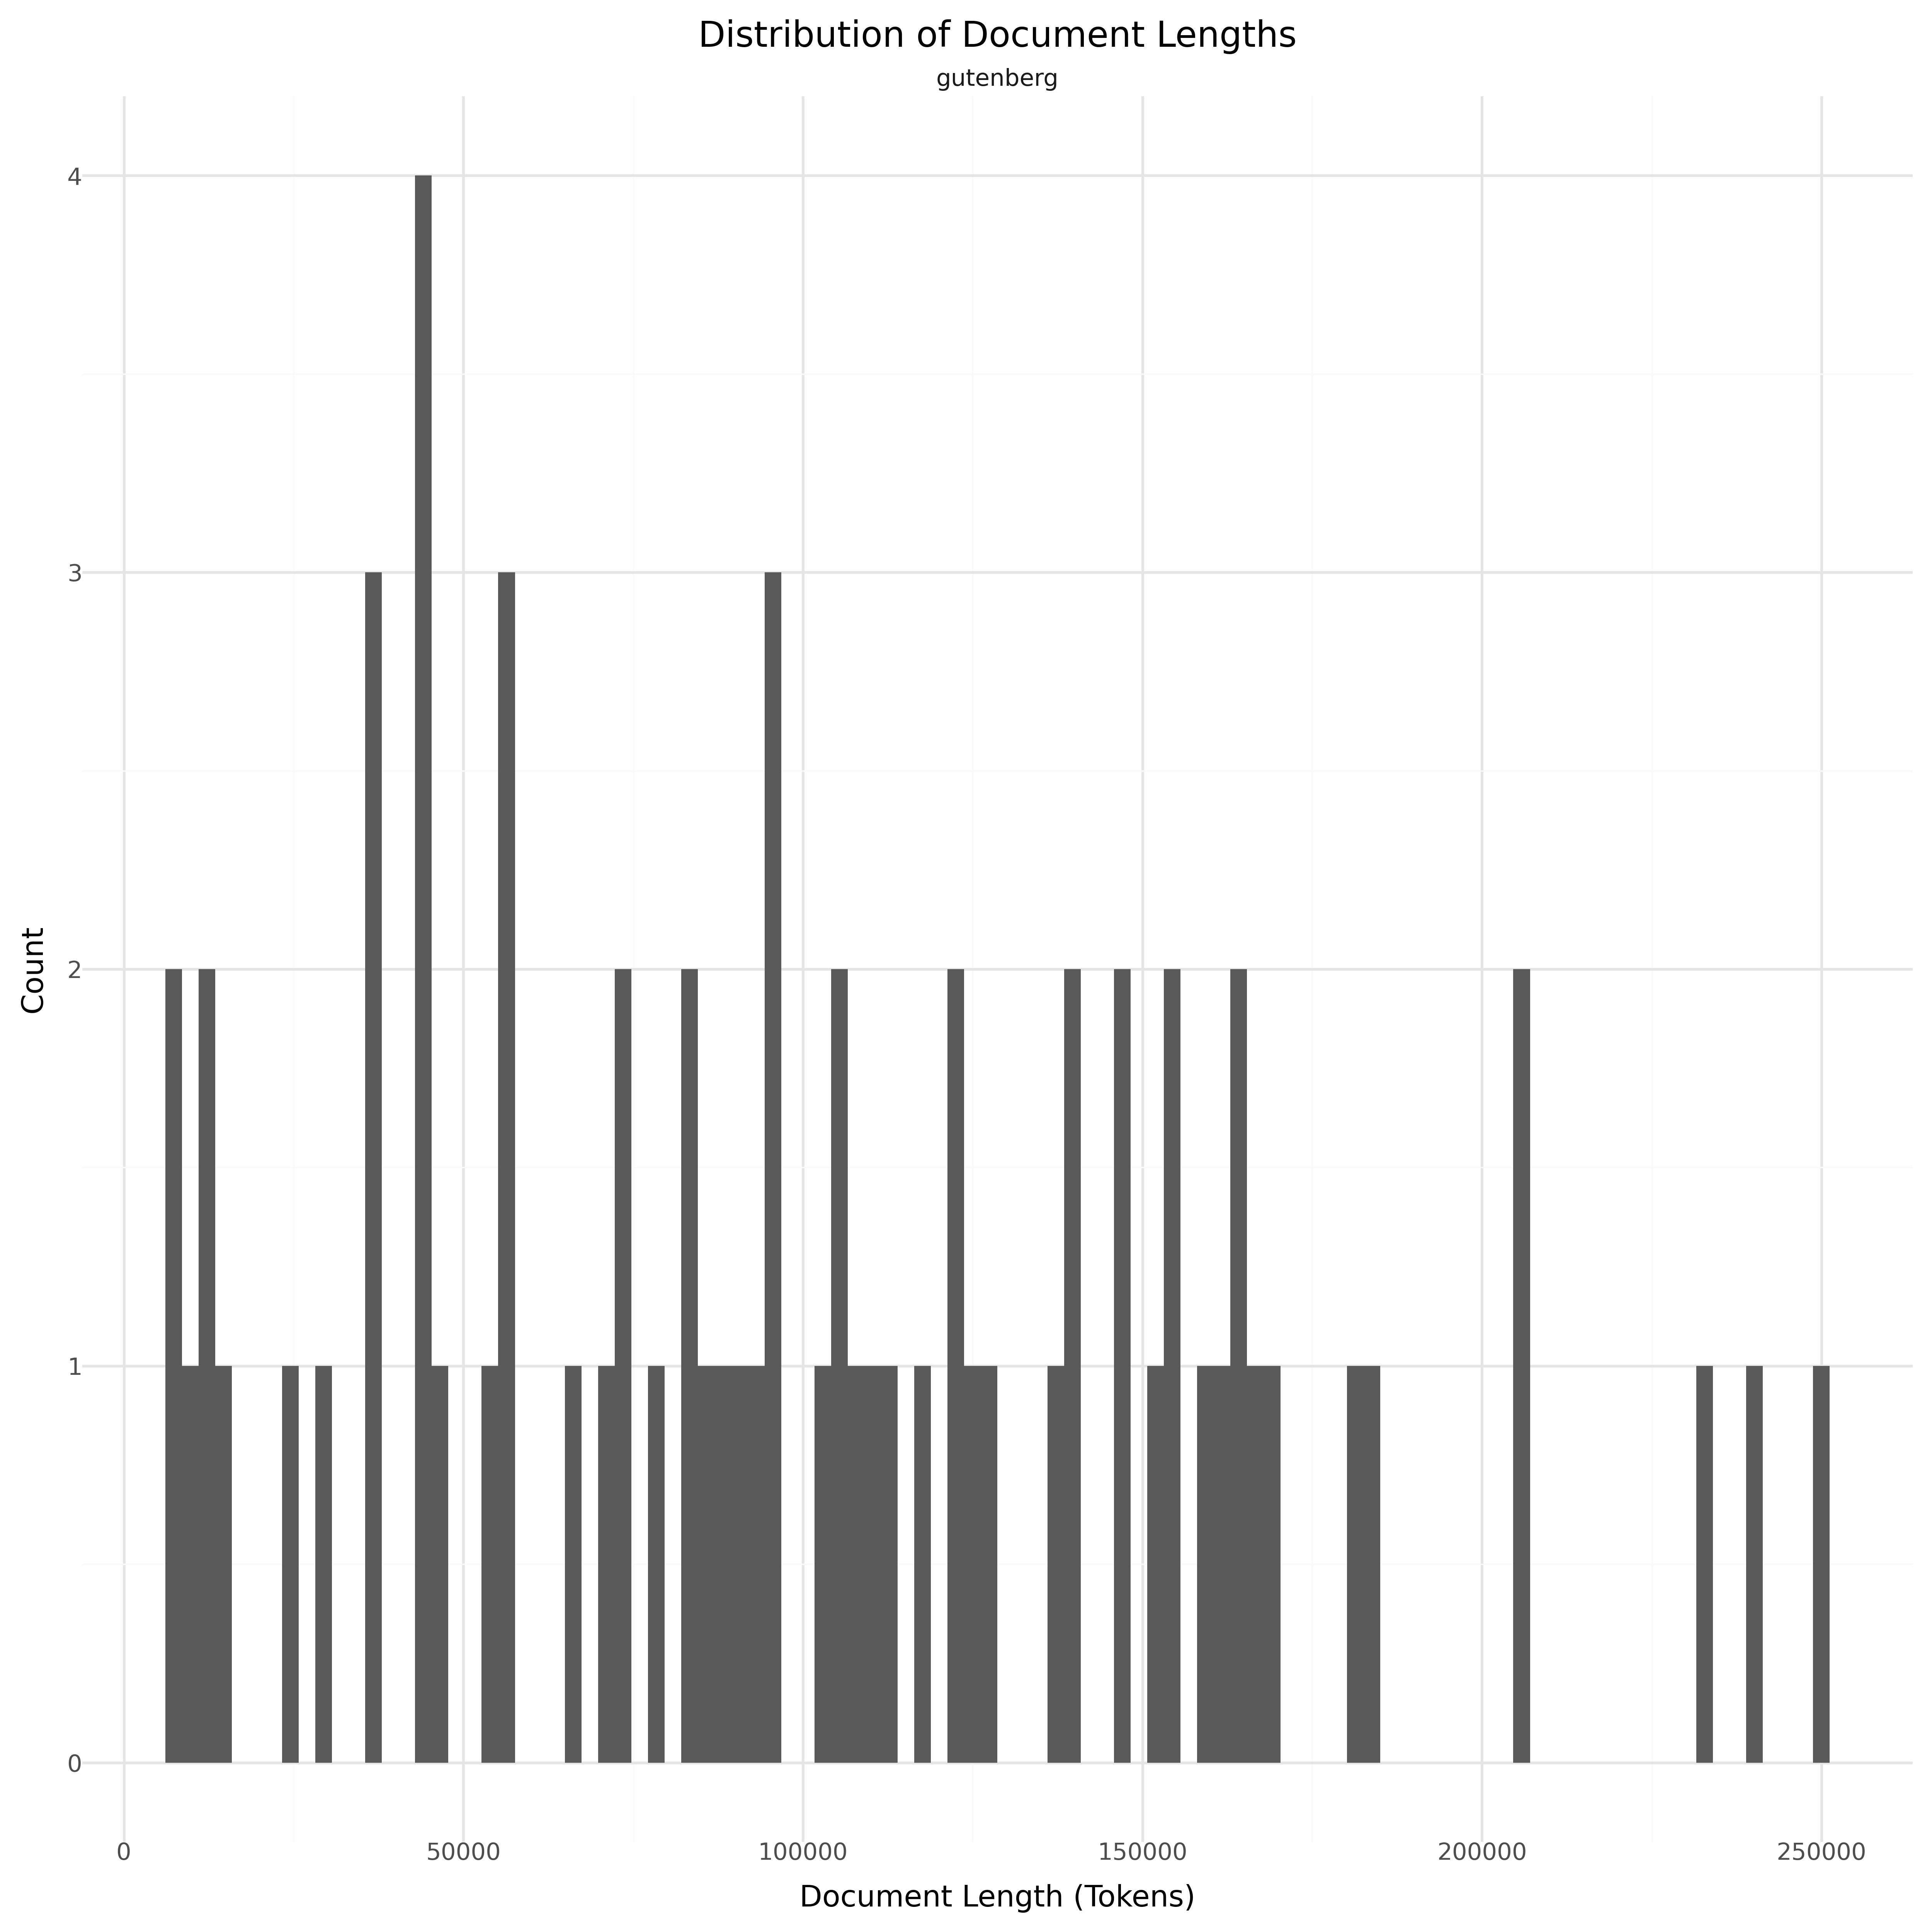 Distribution of Document Lengths
gutenberg
4
3
2
1
0
Count
0 50000 100000 150000 200000 250000
Document Length (Tokens)